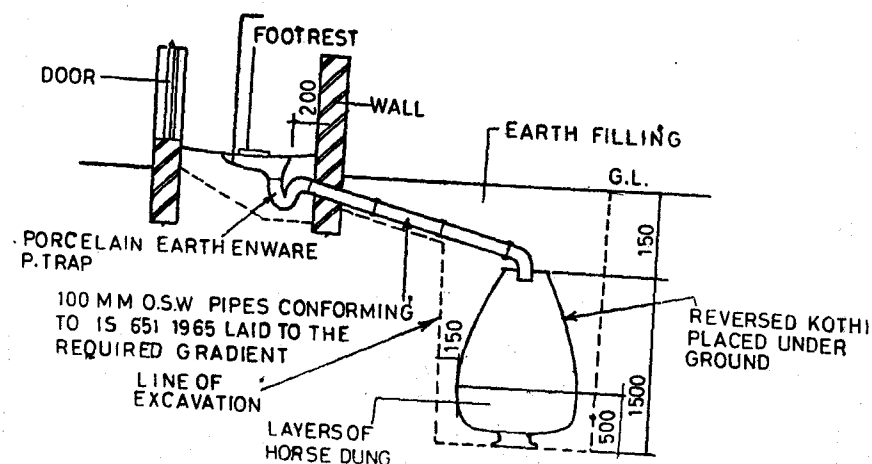 FOOTREST
DOOR
200
WALL
EARTH FILLING
G.L.
PORCELAIN EARTHENWARE
P.TRAP
150
100 MM O.S.W PIPES CONFORMING
TO IS 651 1965 LAID TO THE
REQUIRED GRADIENT
150
REVERSED KOTHI
PLACED UNDER
GROUND
LINE OF
EXCAVATION
1500
500
LAYERS OF
HORSE DUNG